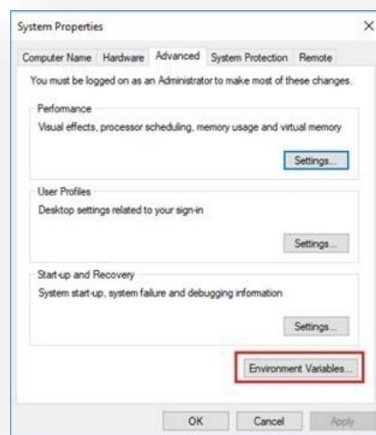 System Properties
Computer Name Hardware Advanced System Protection Remote
You must be logged on as an Administrator to make most of these changes.
Performance
Visual effects, processor scheduling, memory usage and virtual memory
Settings...
User Profiles
Desktop settings related to your sign-in
Settings...
Start-up and Recovery
System start-up, system failure and debugging information
Settings...
Environment Variables...
OK Cancel Apply